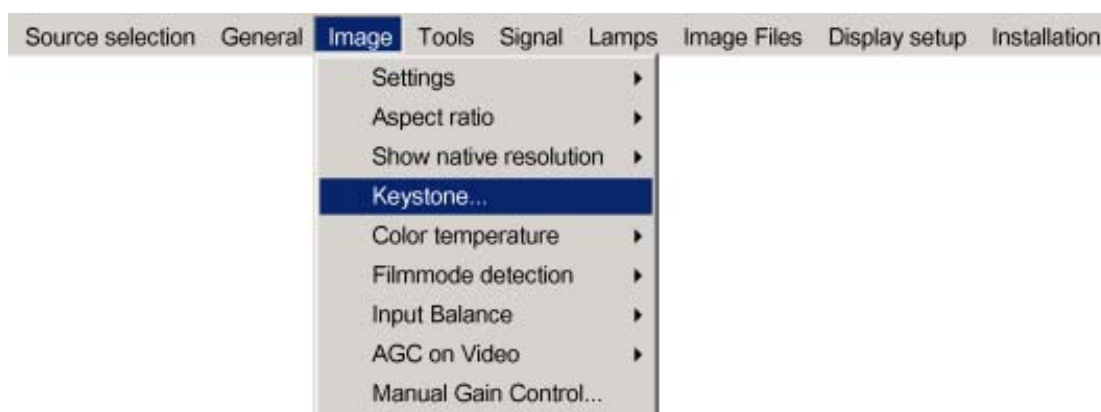 Source selection General Image Tools Signal Lamps Image Files Display setup Installation
Settings
Aspect ratio
Show native resolution
Keystone...
Color temperature
Filmmode detection
Input Balance
AGC on Video
Manual Gain Control...